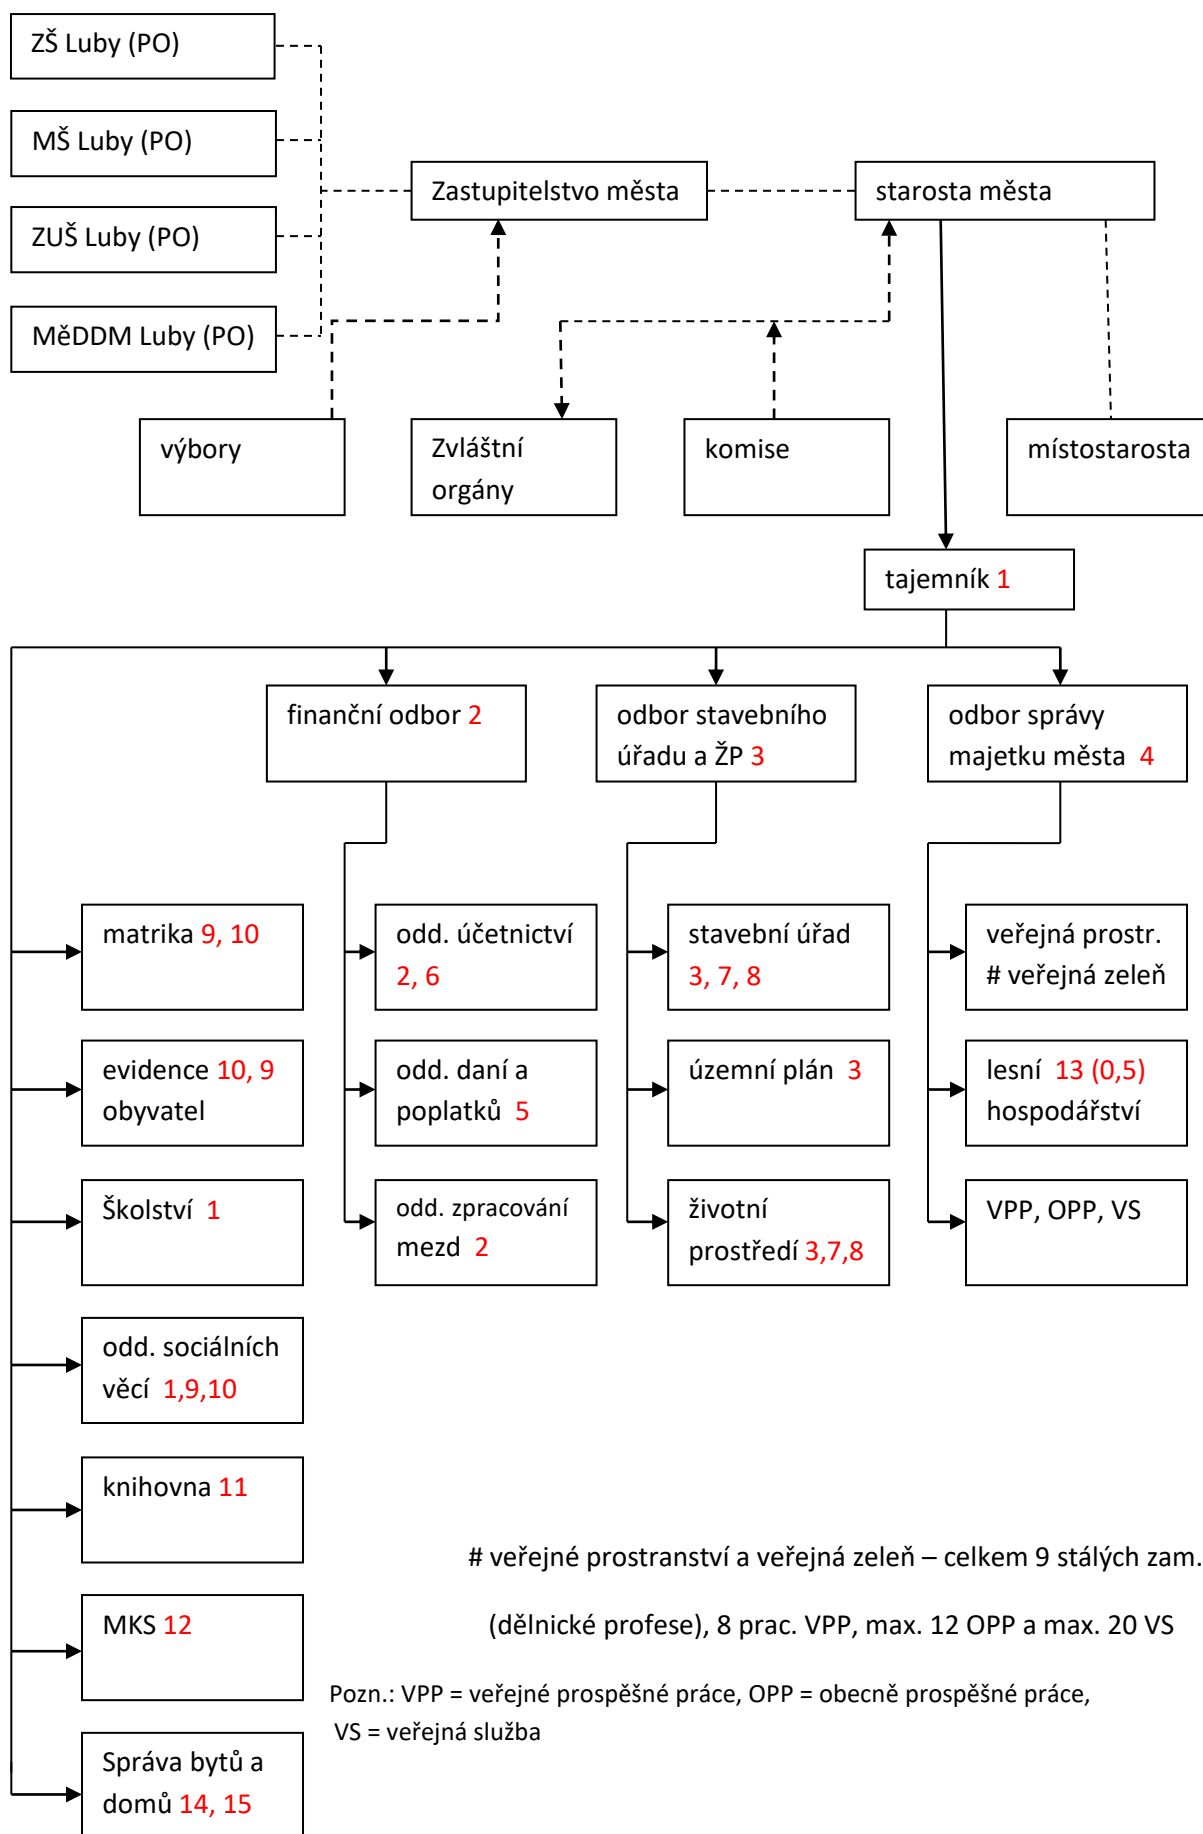 ZŠ Luby (PO)
MŠ Luby (PO)
Zastupitelstvo města
starosta města
ZUŠ Luby (PO)
MěDDM Luby (PO)
výbory
Zvláštní
orgány
komise
místostarosta
tajemník 1
finanční odbor 2
odbor stavebního
úřadu a ŽP 3
odbor správy
majetku města 4
matrika 9, 10
odd. účetnictví
2, 6
stavební úřad
3, 7, 8
veřejná prostr.
# veřejná zeleň
evidence 10, 9
obyvatel
odd. daní a
poplatků 5
územní plán 3
lesní 13 (0,5)
hospodářství
Školství 1
odd. zpracování
mezd 2
životní
prostředí 3,7,8
VPP, OPP, VS
odd. sociálních
věcí 1,9,10
knihovna 11
# veřejné prostranství a veřejná zeleň – celkem 9 stálých zam.
(dělnické profese), 8 prac. VPP, max. 12 OPP a max. 20 VS
MKS 12
Pozn.: VPP = veřejné prospěšné práce, OPP = obecně prospěšné práce,
VS = veřejná služba
Správa bytů a
domů 14, 15